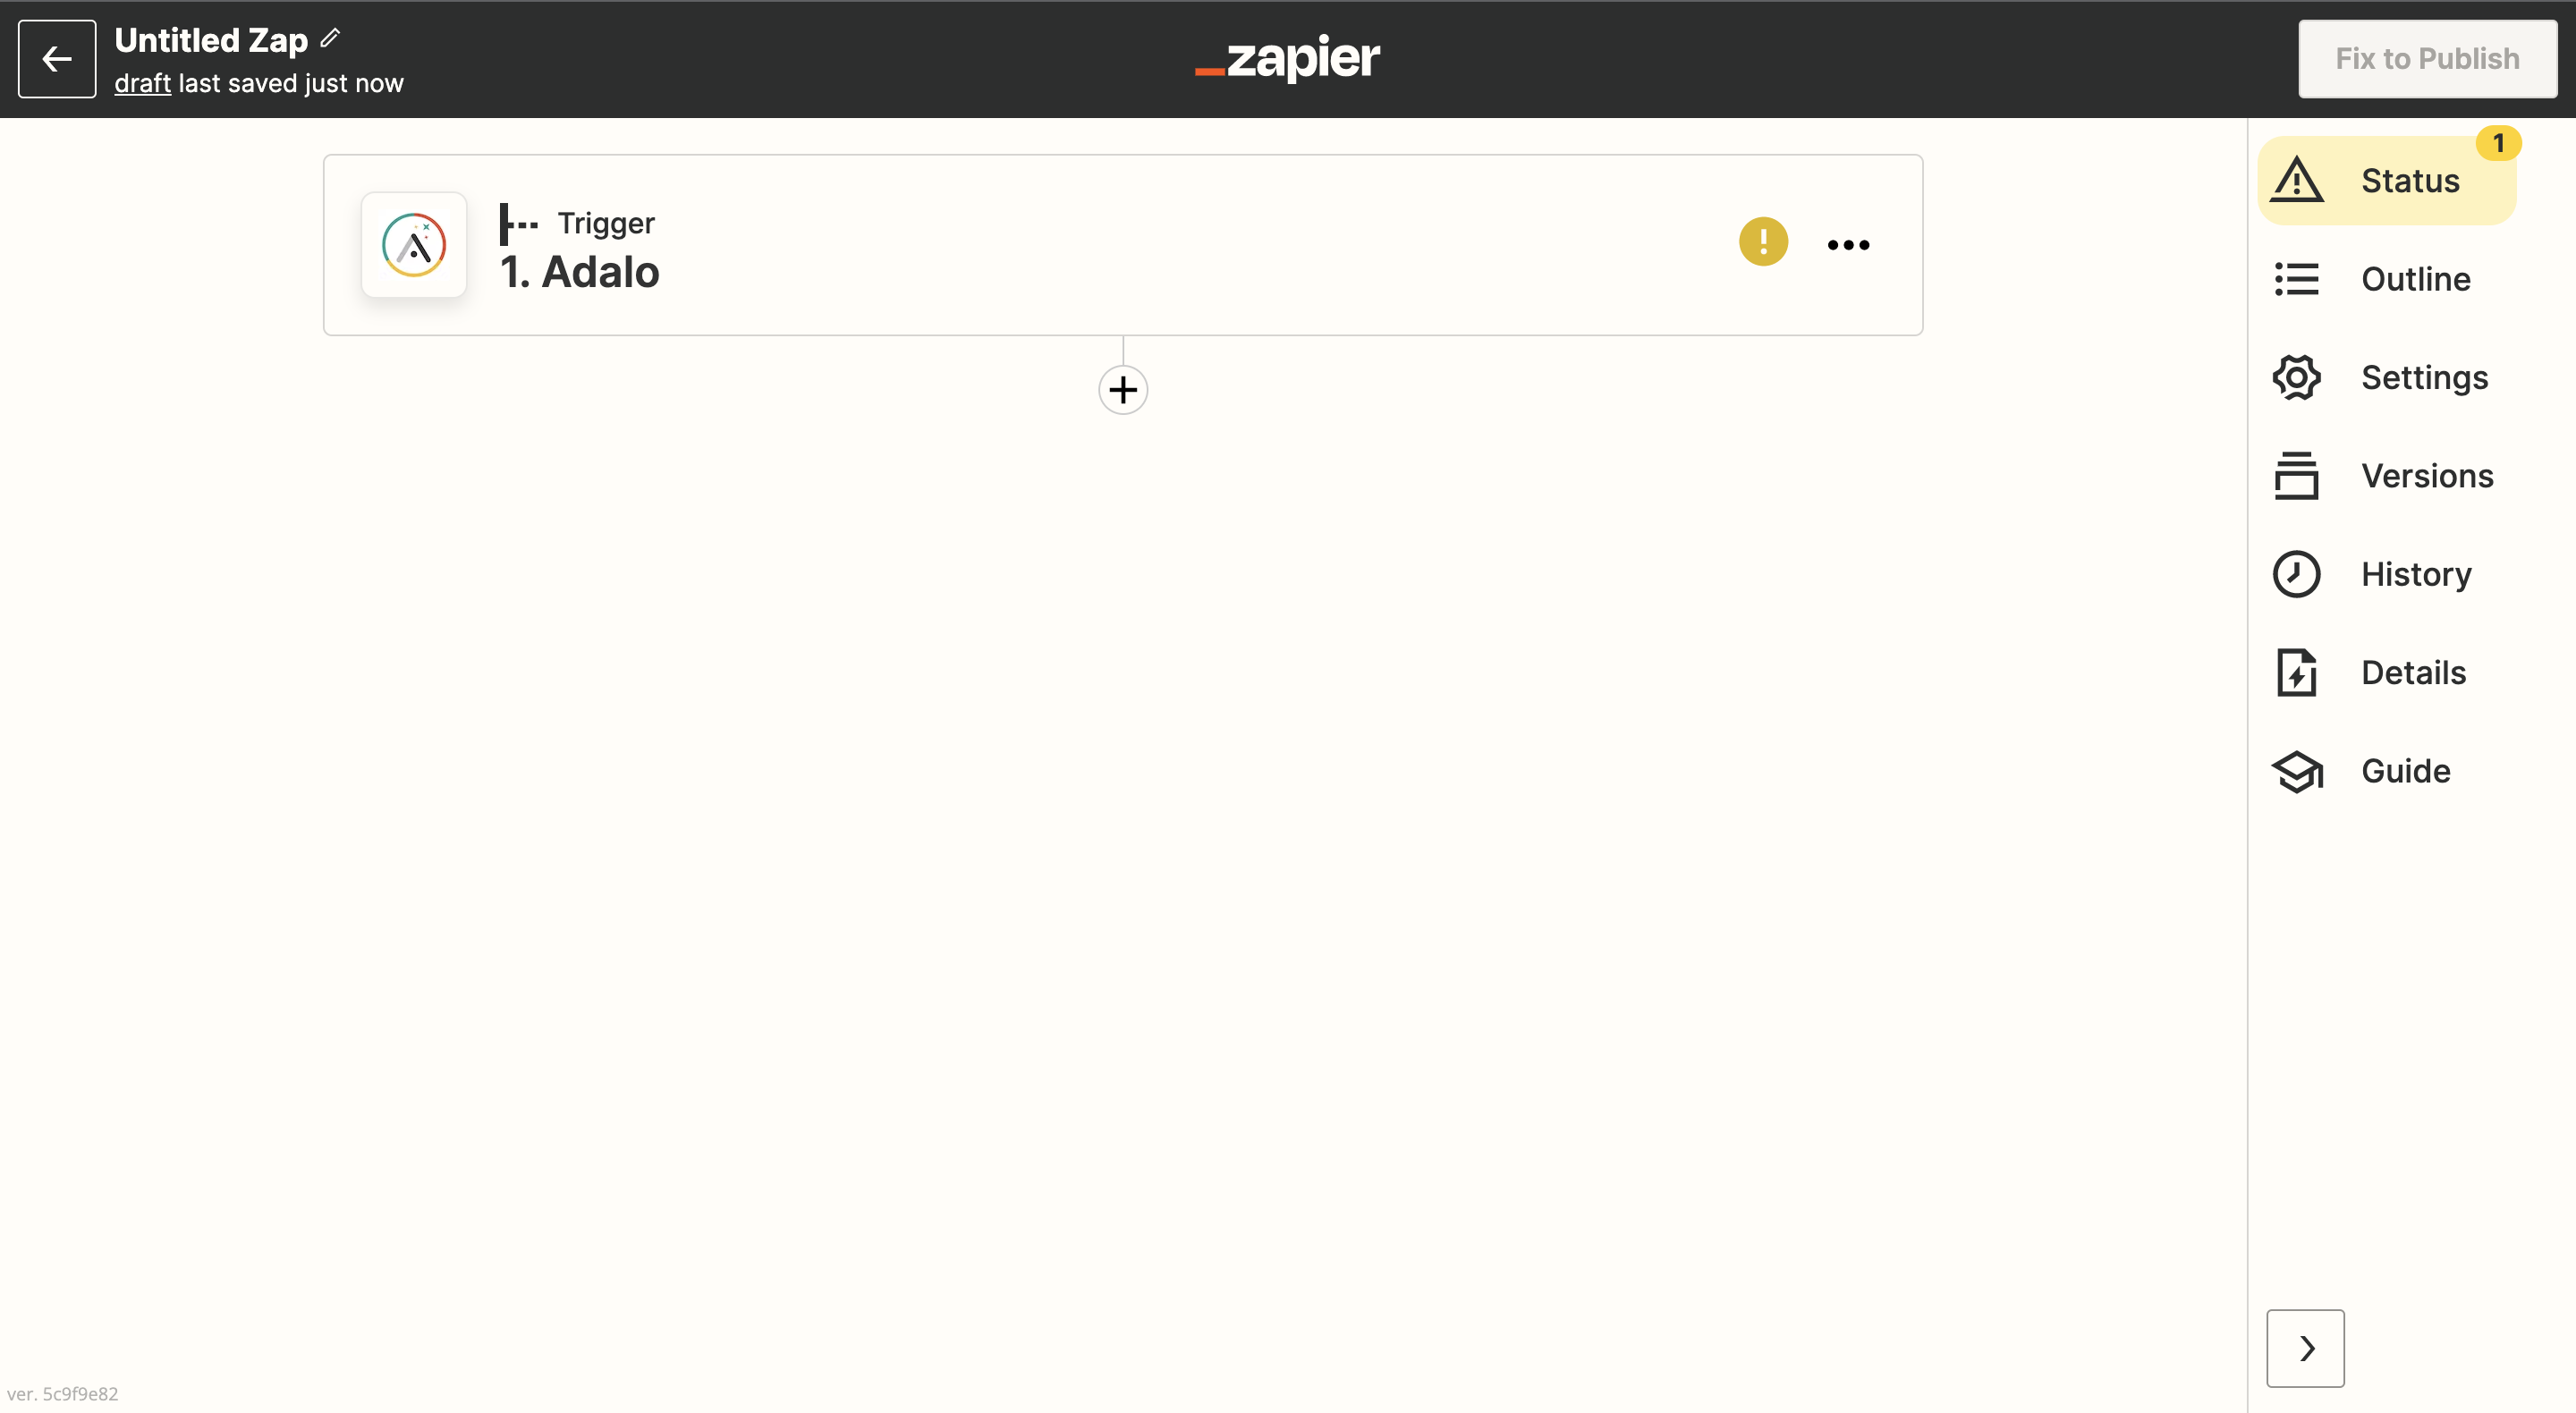 Untitled Zap
draft last saved just now
zapier
Fix to Publish
Trigger
1. Adalo
1
Status
Outline
Settings
Versions
History
Details
Guide
ver. 5c9f9e82